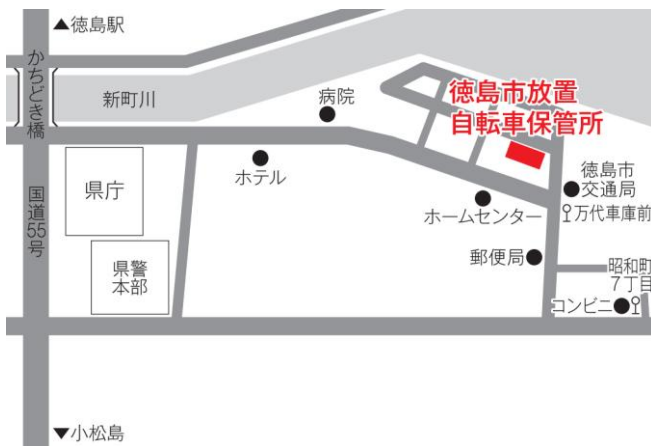 ▲徳島駅
かちどき橋
新町川
病院
徳島市放置
自転車保管所
県庁
ホテル
徳島市
交通局
国道55号
ホームセンター
万代車庫前
県警
本部
郵便局
昭和町
7丁目
コンビニ
▼小松島